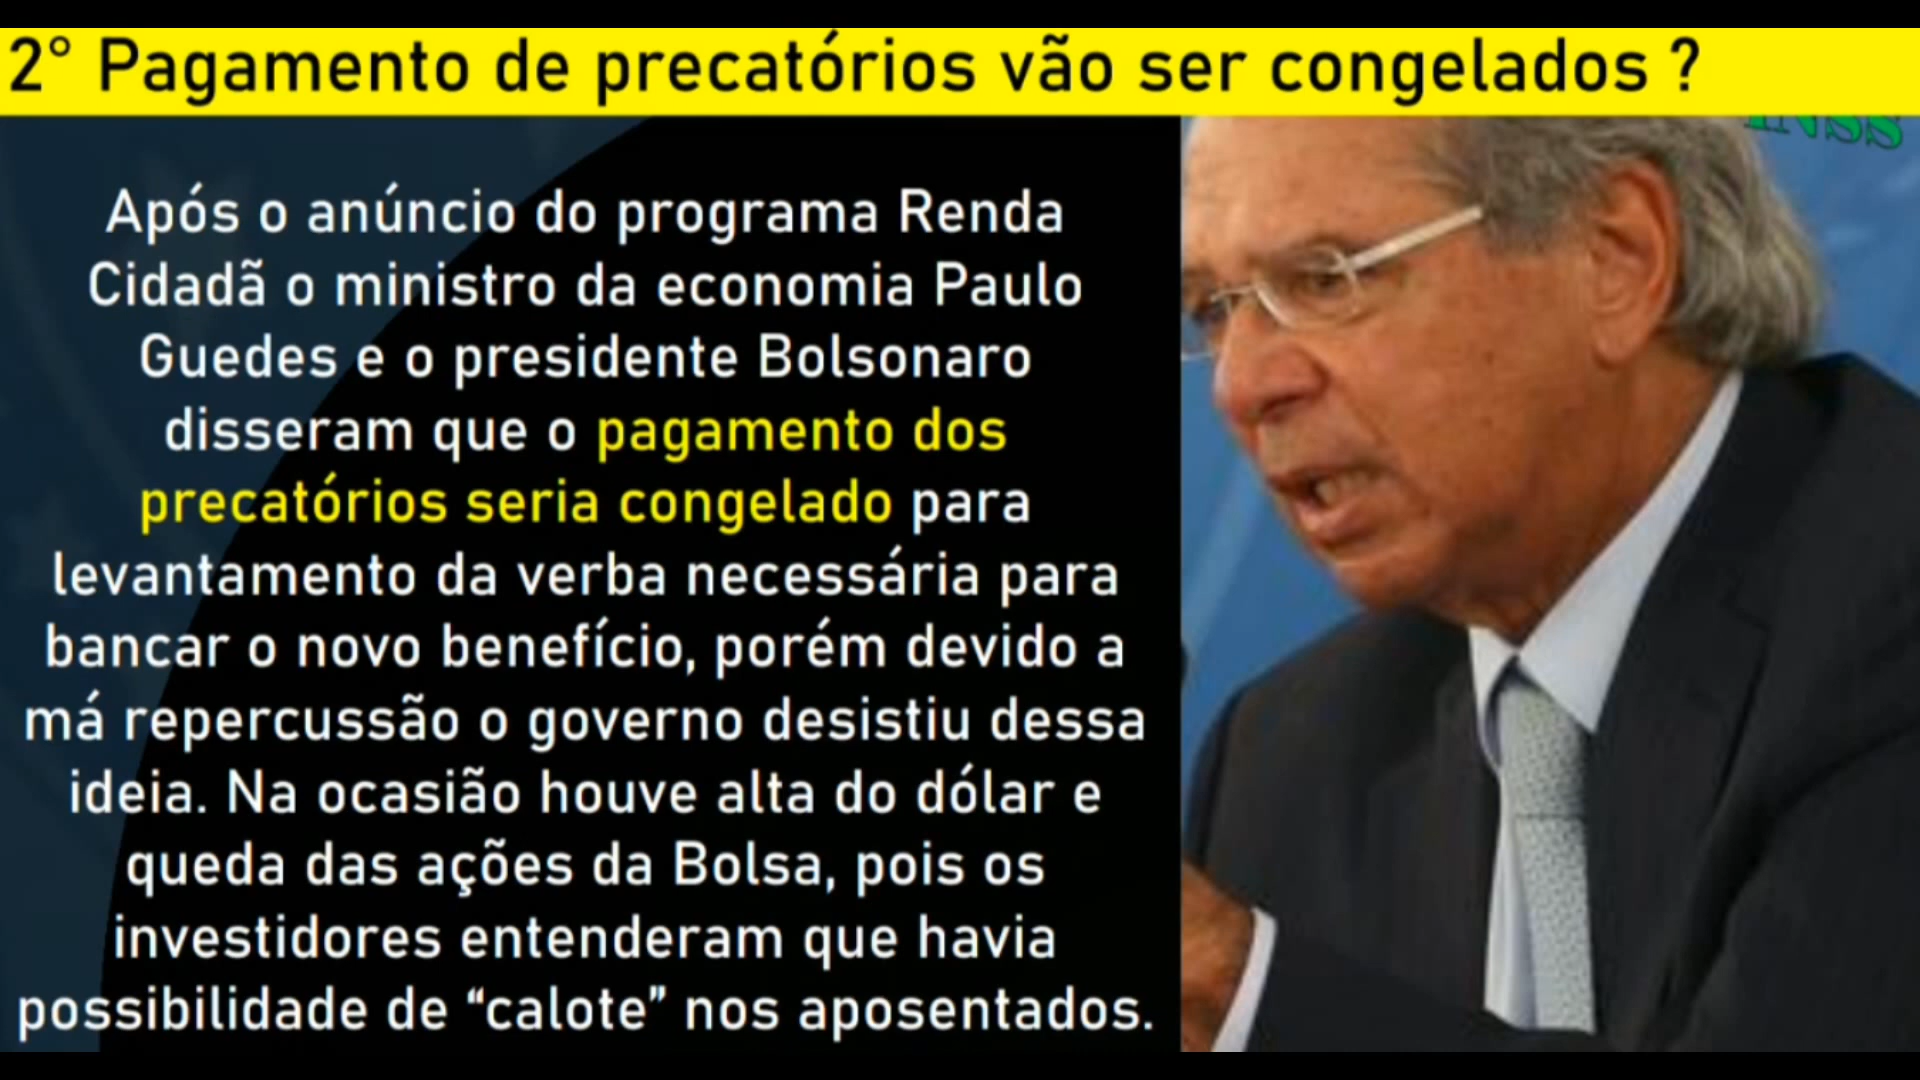 2° Pagamento de precatórios vão ser congelados ?
INSS
Após o anúncio do programa Renda
Cidadã o ministro da economia Paulo
Guedes e o presidente Bolsonaro
disseram que o pagamento dos
precatórios seria congelado para
levantamento da verba necessária para
bancar o novo benefício, porém devido a
má repercussão o governo desistiu dessa
ideia. Na ocasião houve alta do dólar e
queda das ações da Bolsa, pois os
investidores entenderam que havia
possibilidade de “calote” nos aposentados.